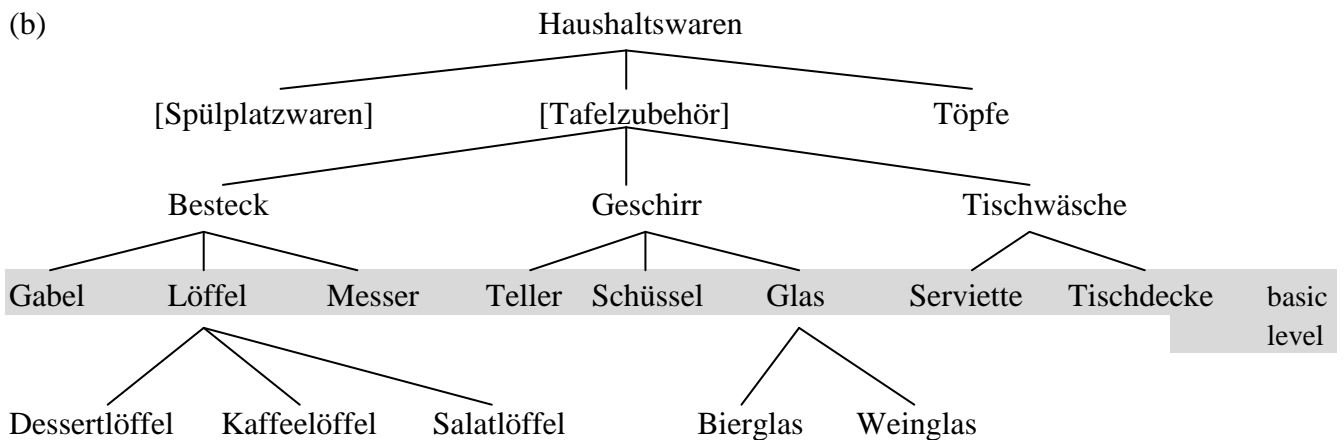 (b) Haushaltswaren
[Spülplatzwaren] [Tafelzubehör] Töpfe
Besteck Geschirr Tischwäsche
Gabel Löffel Messer Teller Schüssel Glas Serviette Tischdecke basic
level
Dessertlöffel Kaffeelöffel Salatlöffel Bierglas Weinglas